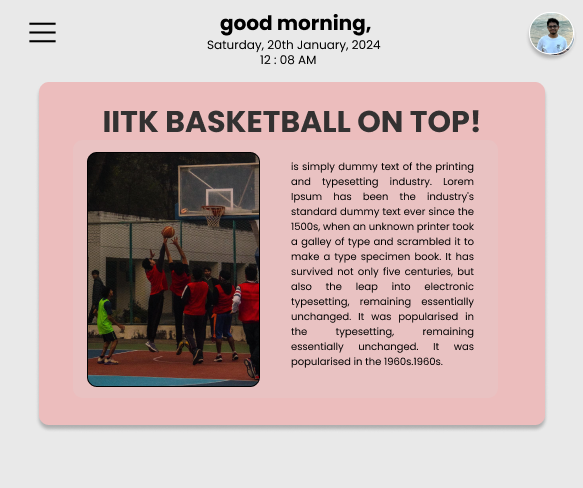 good morning,
Saturday, 20th January, 2024
12 : 08 AM
IITK BASKETBALL ON TOP!
is simply dummy text of the printing
and typesetting industry. Lorem
Ipsum has been the industry's
standard dummy text ever since the
1500s, when an unknown printer took
a galley of type and scrambled it to
make a type specimen book. It has
survived not only five centuries, but
also the leap into electronic
typesetting, remaining essentially
unchanged. It was popularised in
the typesetting, remaining
essentially unchanged. It was
popularised in the 1960s.1960s.